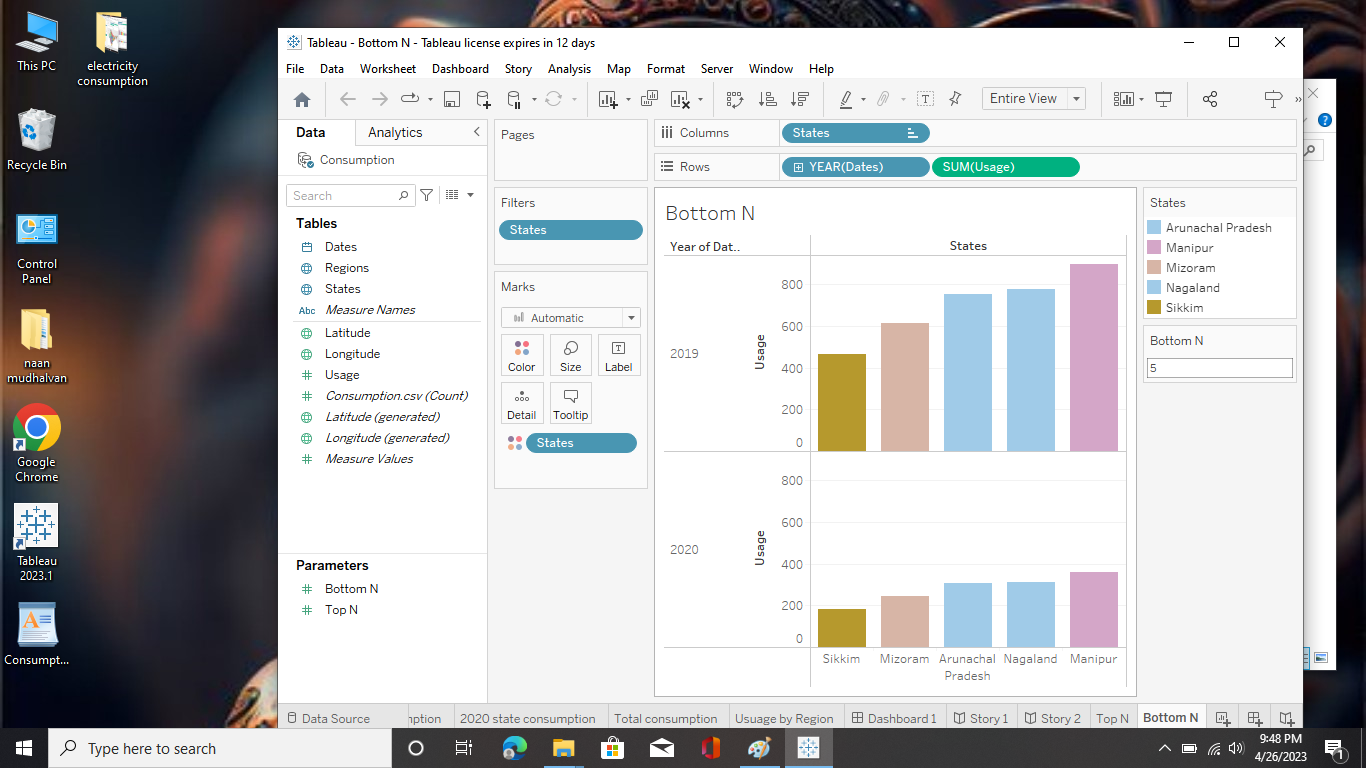 This PC
electricity
consumption
Recycle Bin
Control
Panel
naan
mudhalvan
Google
Chrome
Tableau
2023.1
Consumpt...
Tableau - Bottom N - Tableau license expires in 12 days
File Data Worksheet Dashboard Story Analysis Map Format Server Window Help
Entire View
Data Analytics
Consumption
Search
Tables
Dates
Regions
States
Abc Measure Names
Latitude
Longitude
Usage
Consumption.csv (Count)
Latitude (generated)
Longitude (generated)
Measure Values
Parameters
Bottom N
Top N
Pages
Filters
States
Marks
Automatic
Color Size Label
Detail Tooltip
States
Columns States
Rows YEAR(Dates) SUM(Usage)
Bottom N
Year of Dat.. States
2019
Usage
800
600
400
200
0
2020
Usage
800
600
400
200
0
Sikkim Mizoram Arunachal Pradesh Nagaland Manipur
States
Arunachal Pradesh
Manipur
Mizoram
Nagaland
Sikkim
Bottom N
5
Data Source nption 2020 state consumption Total consumption Usuage by Region Dashboard 1 Story 1 Story 2 Top N Bottom N
Type here to search
9:48 PM
4/26/2023
1